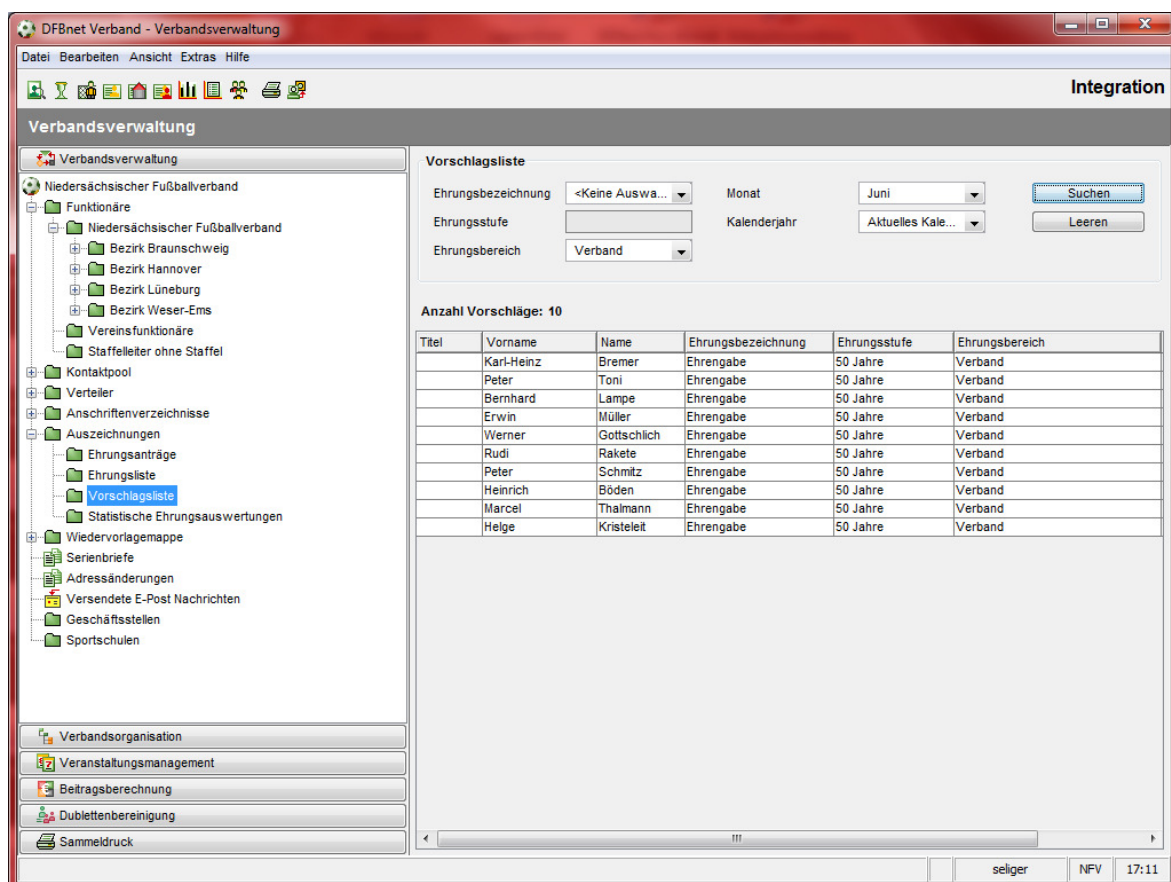 DFBnet Verband - Verbandsverwaltung
Datei Bearbeiten Ansicht Extras Hilfe
Integration
Verbandsverwaltung
Verbandsverwaltung
Niedersächsischer Fußballverband
Funktionäre
Niedersächsischer Fußballverband
Bezirk Braunschweig
Bezirk Hannover
Bezirk Lüneburg
Bezirk Weser-Ems
Vereinsfunktionäre
Staffelleiter ohne Staffel
Kontaktpool
Verteiler
Anschriftenverzeichnisse
Auszeichnungen
Ehrungsanträge
Ehrungsliste
Vorschlagsliste
Statistische Ehrungsauswertungen
Wiedervorlagemappe
Serienbriefe
Adressänderungen
Versendete E-Post Nachrichten
Geschäftsstellen
Sportschulen
Verbandsorganisation
Veranstaltungsmanagement
Beitragsberechnung
Dublettenbereinigung
Sammeldruck
Vorschlagsliste
Ehrungsbezeichnung <Keine Auswa... Monat Juni Suchen
Ehrungsstufe Kalenderjahr Aktuelles Kale... Leeren
Ehrungsbereich Verband
Anzahl Vorschläge: 10
Titel Vorname Name Ehrungsbezeichnung Ehrungsstufe Ehrungsbereich
Karl-Heinz Bremer Ehrengabe 50 Jahre Verband
Peter Toni Ehrengabe 50 Jahre Verband
Bernhard Lampe Ehrengabe 50 Jahre Verband
Erwin Müller Ehrengabe 50 Jahre Verband
Werner Gottschlich Ehrengabe 50 Jahre Verband
Rudi Rakete Ehrengabe 50 Jahre Verband
Peter Schmitz Ehrengabe 50 Jahre Verband
Heinrich Böden Ehrengabe 50 Jahre Verband
Marcel Thalmann Ehrengabe 50 Jahre Verband
Helge Kristeleit Ehrengabe 50 Jahre Verband
seliger NFV 17:11